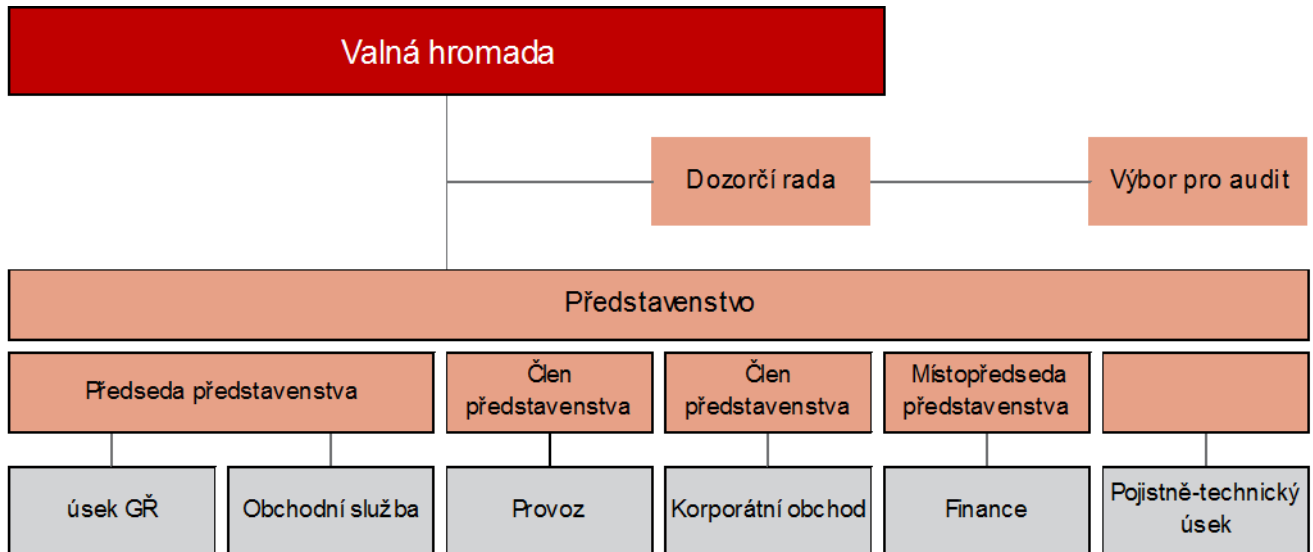 Valná hromada
Dozorčí rada
Výbor pro audit
Představenstvo
Předseda představenstva
Člen
představenstva
Člen
představenstva
Místopředseda
představenstva
úsek GŘ
Obchodní služba
Provoz
Korporátní obchod
Finance
Pojistně-technický
úsek